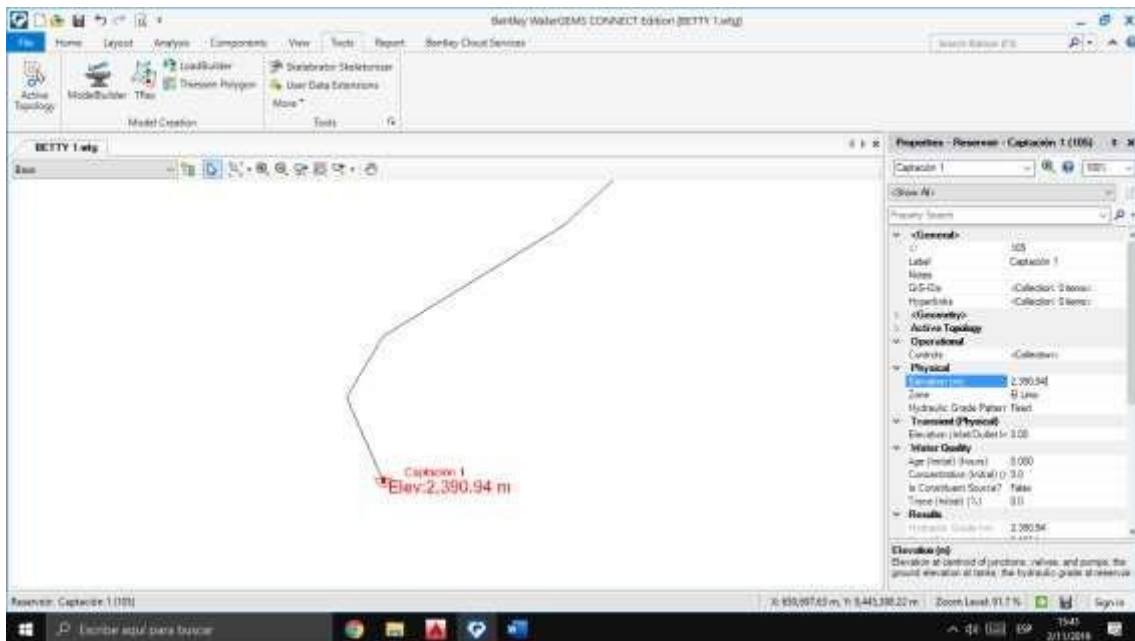 Bentley WaterGEMS CONNECT Edition [BETTY 1.wtg]
File Home Layout Analysis Components View Tools Report Bentley Cloud Services
Active Topology
ModelBuilder
TRex
LoadBuilder
Thiessen Polygon
Model Creation
Skelebrator Skeletonizer
User Data Extensions
More
Tools
BETTY 1.wtg
Base
Captación 1
Elev:2,390.94 m
Properties - Reservoir - Captación 1 (105)
Captación 1
100%
<Show All>
Property Search
<General>
ID 105
Label Captación 1
Notes
GIS-IDs <Collection: 0 items>
Hyperlinks <Collection: 0 items>
<Geometry>
Active Topology
Operational
Controls <Collection>
Physical
Elevation (m) 2,390.94
Zone
Hydraulic Grade Pattern Fixed
Transient (Physical)
Elevation (Inlet/Outlet I 0.00
Water Quality
Age (Initial) (hours) 0.000
Concentration (Initial) ( 0.0
Is Constituent Source? False
Trace (Initial) (%) 0.0
Results
Hydraulic Grade (m) 2,390.94
Elevation (m)
Elevation at centroid of junctions, valves, and pumps, the
ground elevation at tanks, the hydraulic grade at reservoir
Reservoir: Captación 1 (105)
Zoom Level: 91.7 %
Sign in
Escribe aquí para buscar
ESP
15:41
2/11/2018